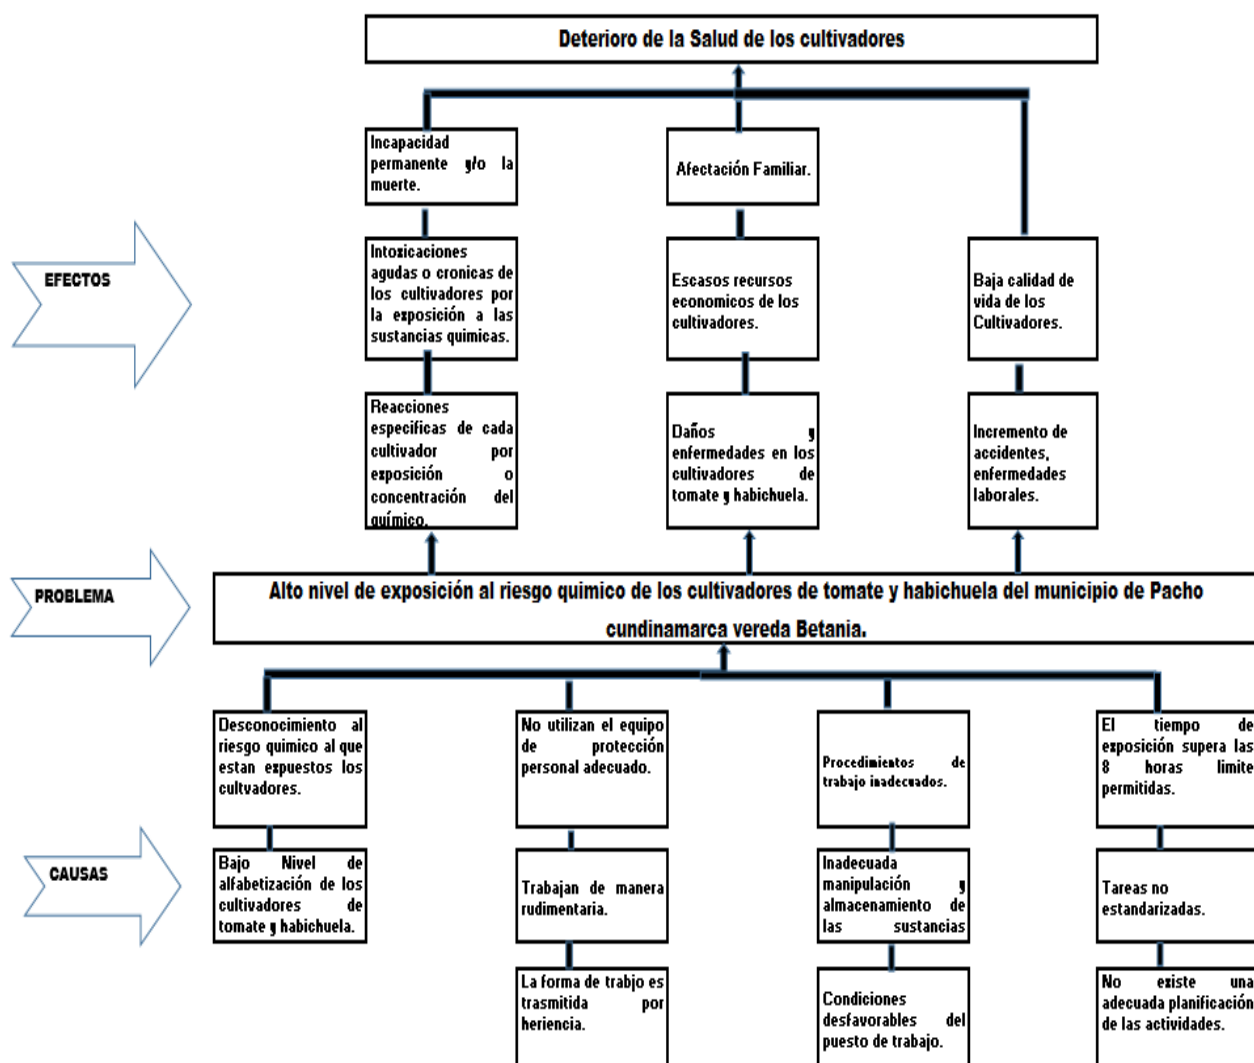 Deterioro de la Salud de los cultivadores
Incapacidad
permanente y/o la
muerte.
Afectación Familiar.
EFECTOS
Intoxicaciones
agudas o cronicas de
los cultivadores por
la exposición a las
sustancias quimicas.
Escasos recursos
economicos de los
cultivadores.
Baja calidad de
vida de los
Cultivadores.
Reacciones
especificas de cada
cultivador por
exposición o
concentración del
químico.
Daños y
enfermedades en los
cultivadores de
tomate y habichuela.
Incremento de
accidentes,
enfermedades
laborales.
PROBLEMA
Alto nivel de exposición al riesgo quimico de los cultivadores de tomate y habichuela del municipio de Pacho
cundinamarca vereda Betania.
Desconocimiento al
riesgo quimico al que
estan expuestos los
cultvadores.
No utilizan el equipo
de protección
personal adecuado.
Procedimientos de
trabajo inadecuados.
El tiempo de
exposición supera las
8 horas limite
permitidas.
CAUSAS
Bajo Nivel de
alfabetización de los
cultivadores de
tomate y habichuela.
Trabajan de manera
rudimentaria.
Inadecuada
manipulación y
almacenamiento de
las sustancias
Tareas no
estandarizadas.
La forma de trabjo es
trasmitida por
heriencia.
Condiciones
desfavorables del
puesto de trabajo.
No existe una
adecuada planificación
de las actividades.